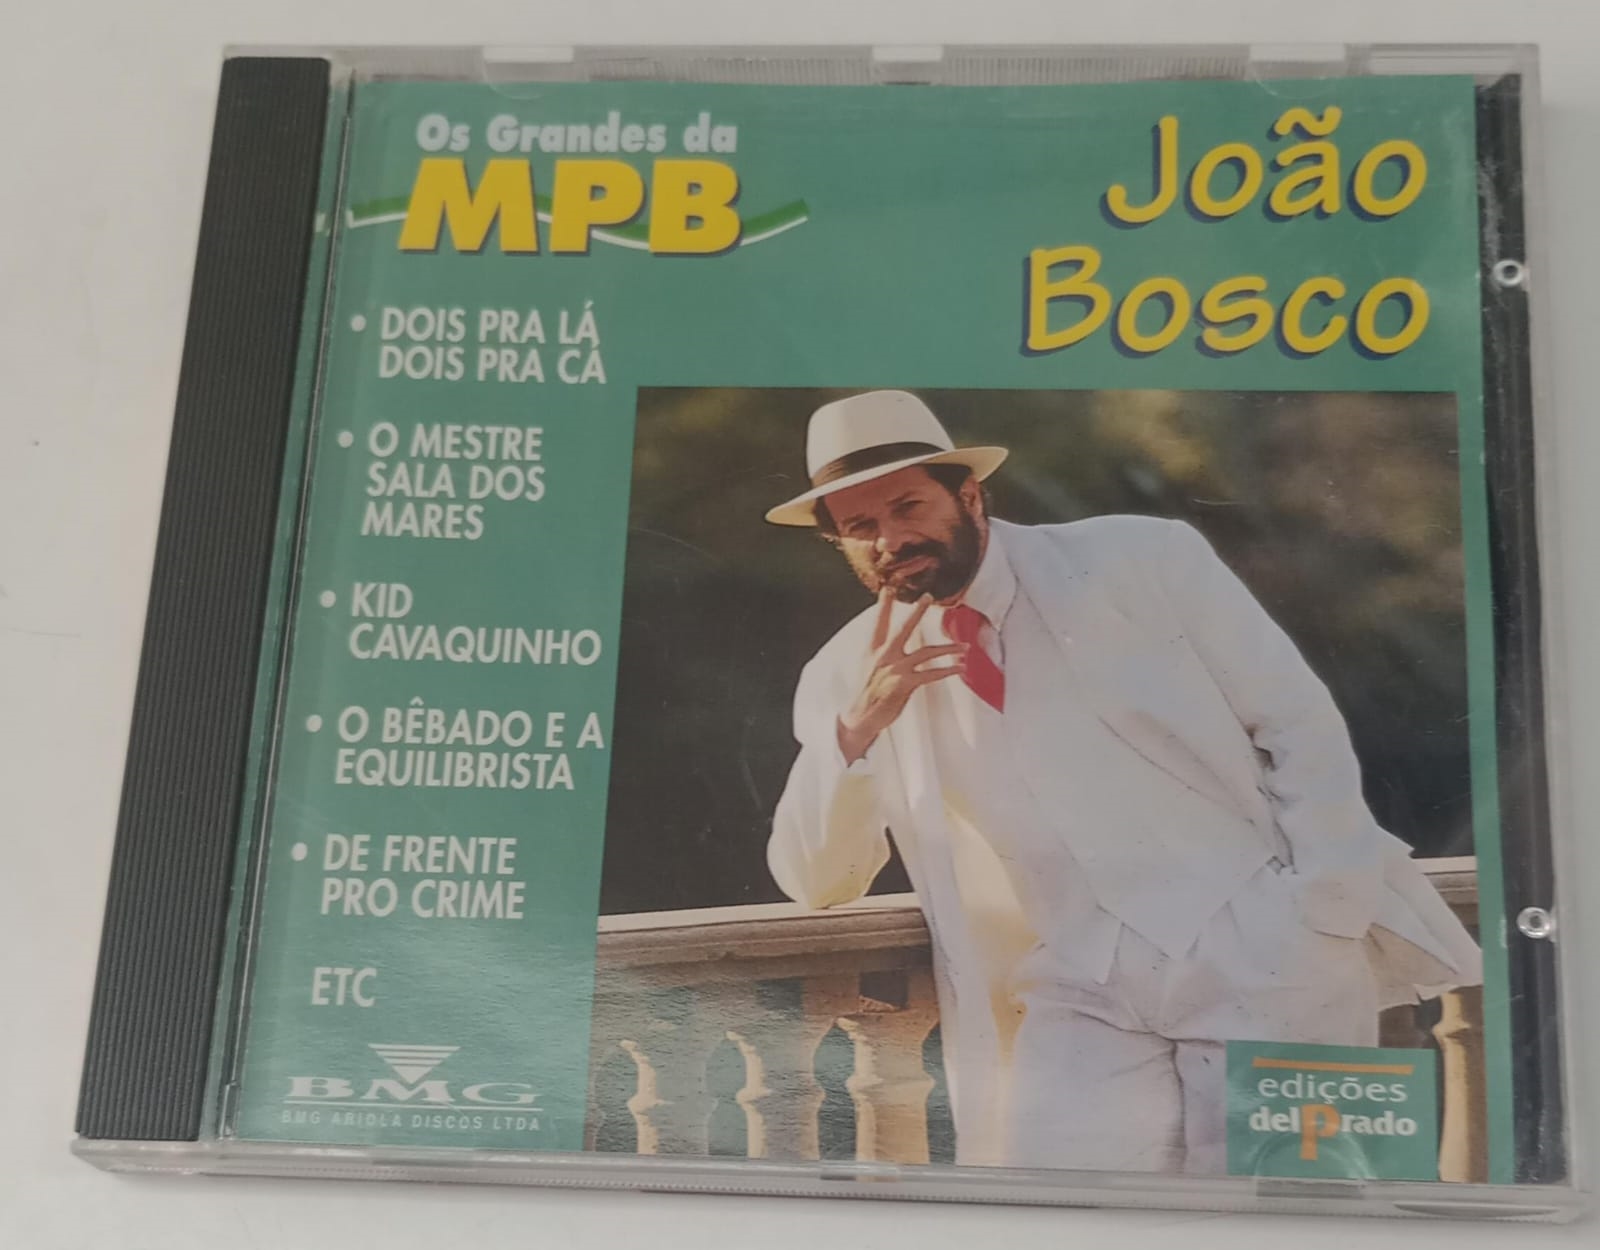 Os Grandes da
MPB
João
Bosco
• DOIS PRA LÁ
DOIS PRA CÁ
• O MESTRE
SALA DOS
MARES
• KID
CAVAQUINHO
• O BÊBADO E A
EQUILIBRISTA
• DE FRENTE
PRO CRIME
ETC
BMG
BMG ARIOLA DISCOS LTDA
edições
delPrado